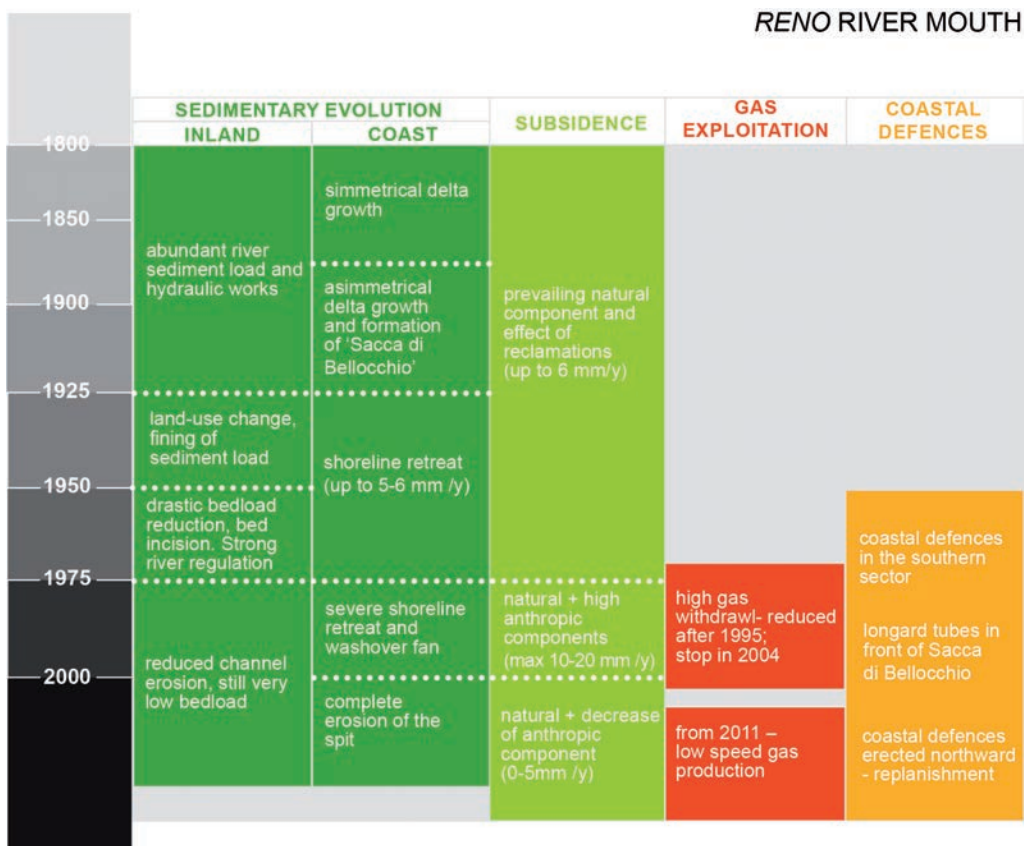 RENO RIVER MOUTH
SEDIMENTARY EVOLUTION
INLAND
COAST
SUBSIDENCE
GAS
EXPLOITATION
COASTAL
DEFENCES
1800
1850
1900
1925
1950
1975
2000
abundant river
sediment load and
hydraulic works
land-use change,
fining of
sediment load
drastic bedload
reduction, bed
incision. Strong
river regulation
reduced channel
erosion, still very
low bedload
simmetrical delta
growth
asimmetrical
delta growth
and formation
of ‘Sacca di
Bellocchio’
shoreline retreat
(up to 5-6 mm /y)
severe shoreline
retreat and
washover fan
complete
erosion of the
spit
prevailing natural
component and
effect of
reclamations
(up to 6 mm/y)
natural + high
anthropic
components
(max 10-20 mm /y)
natural + decrease
of anthropic
component
(0-5mm /y)
high gas
withdrawl- reduced
after 1995;
stop in 2004
from 2011 –
low speed gas
production
coastal defences
in the southern
sector
longard tubes in
front of Sacca
di Bellocchio
coastal defences
erected northward
- replanishment